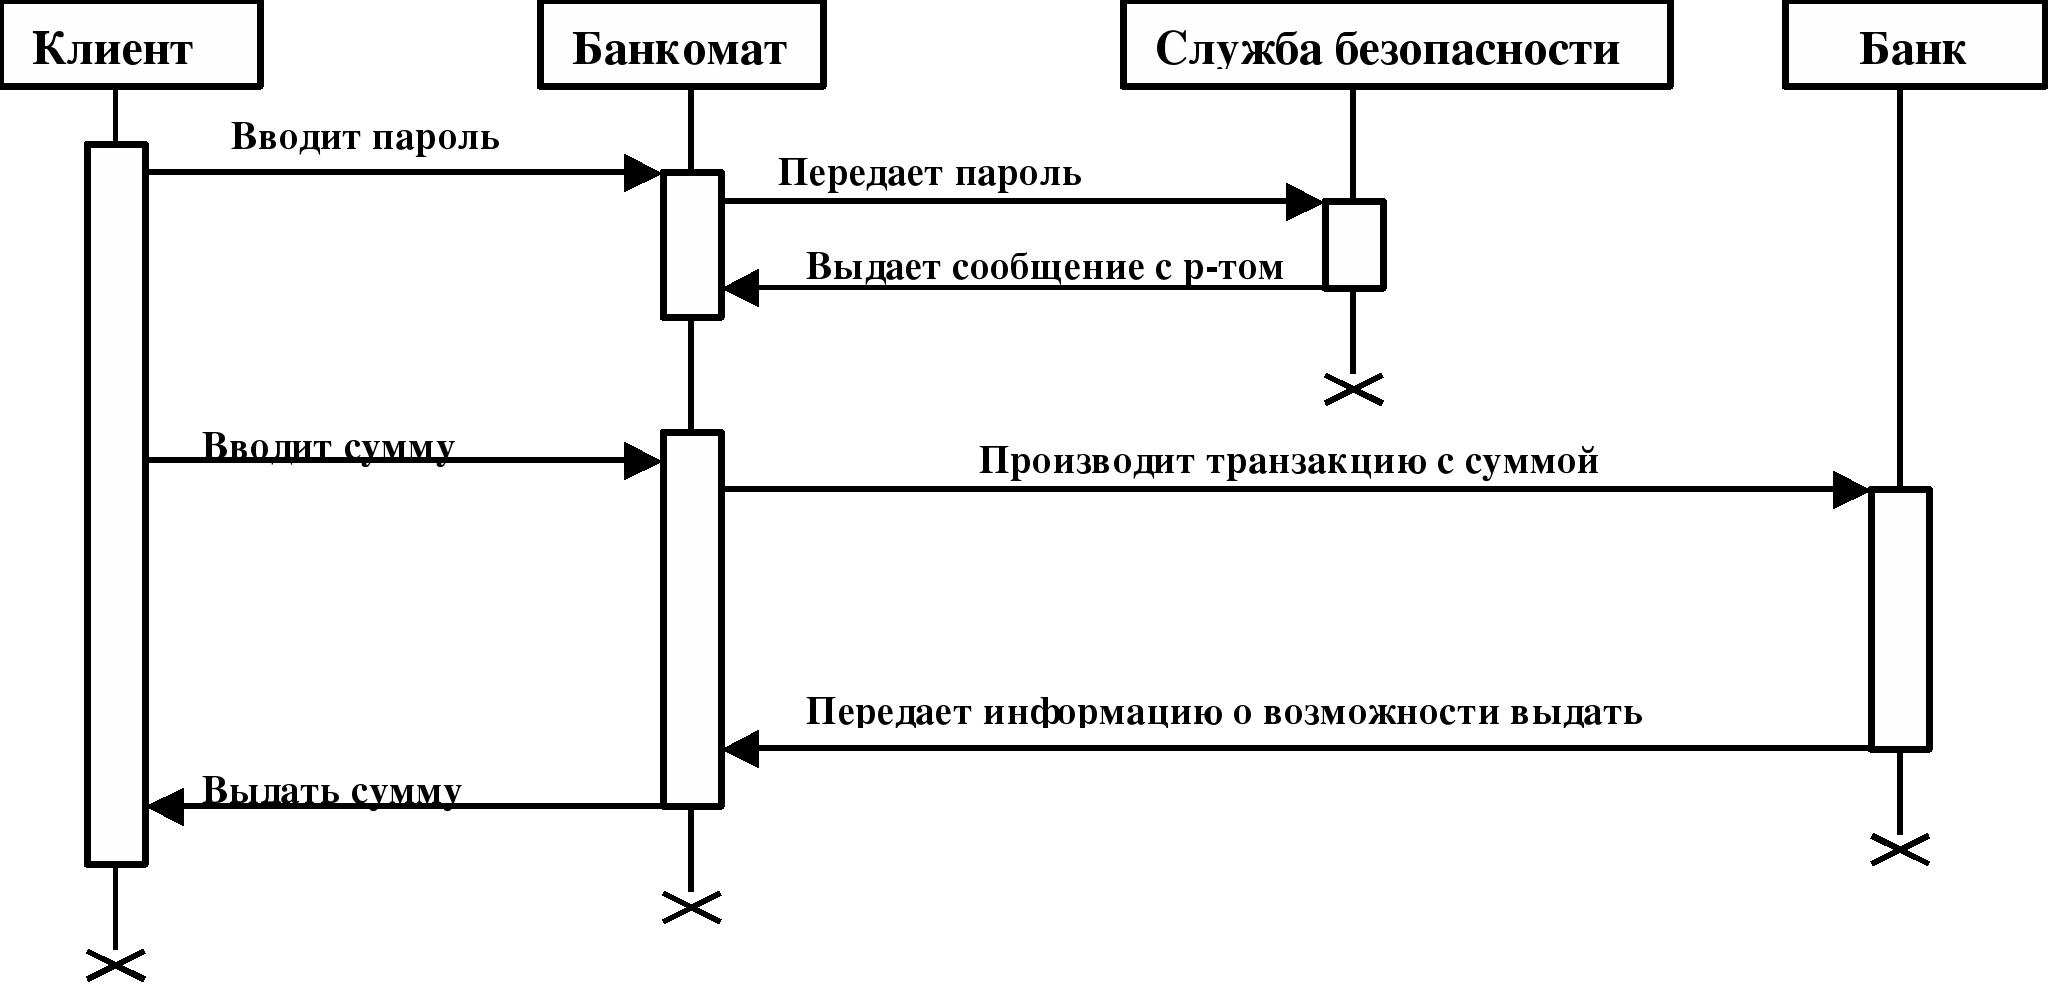 Клиент
Банкомат
Служба безопасности
Банк
Вводит пароль
Передает пароль
Выдает сообщение с р-том
Вводит сумму
Производит транзакцию с суммой
Передает информацию о возможности выдать
Выдать сумму